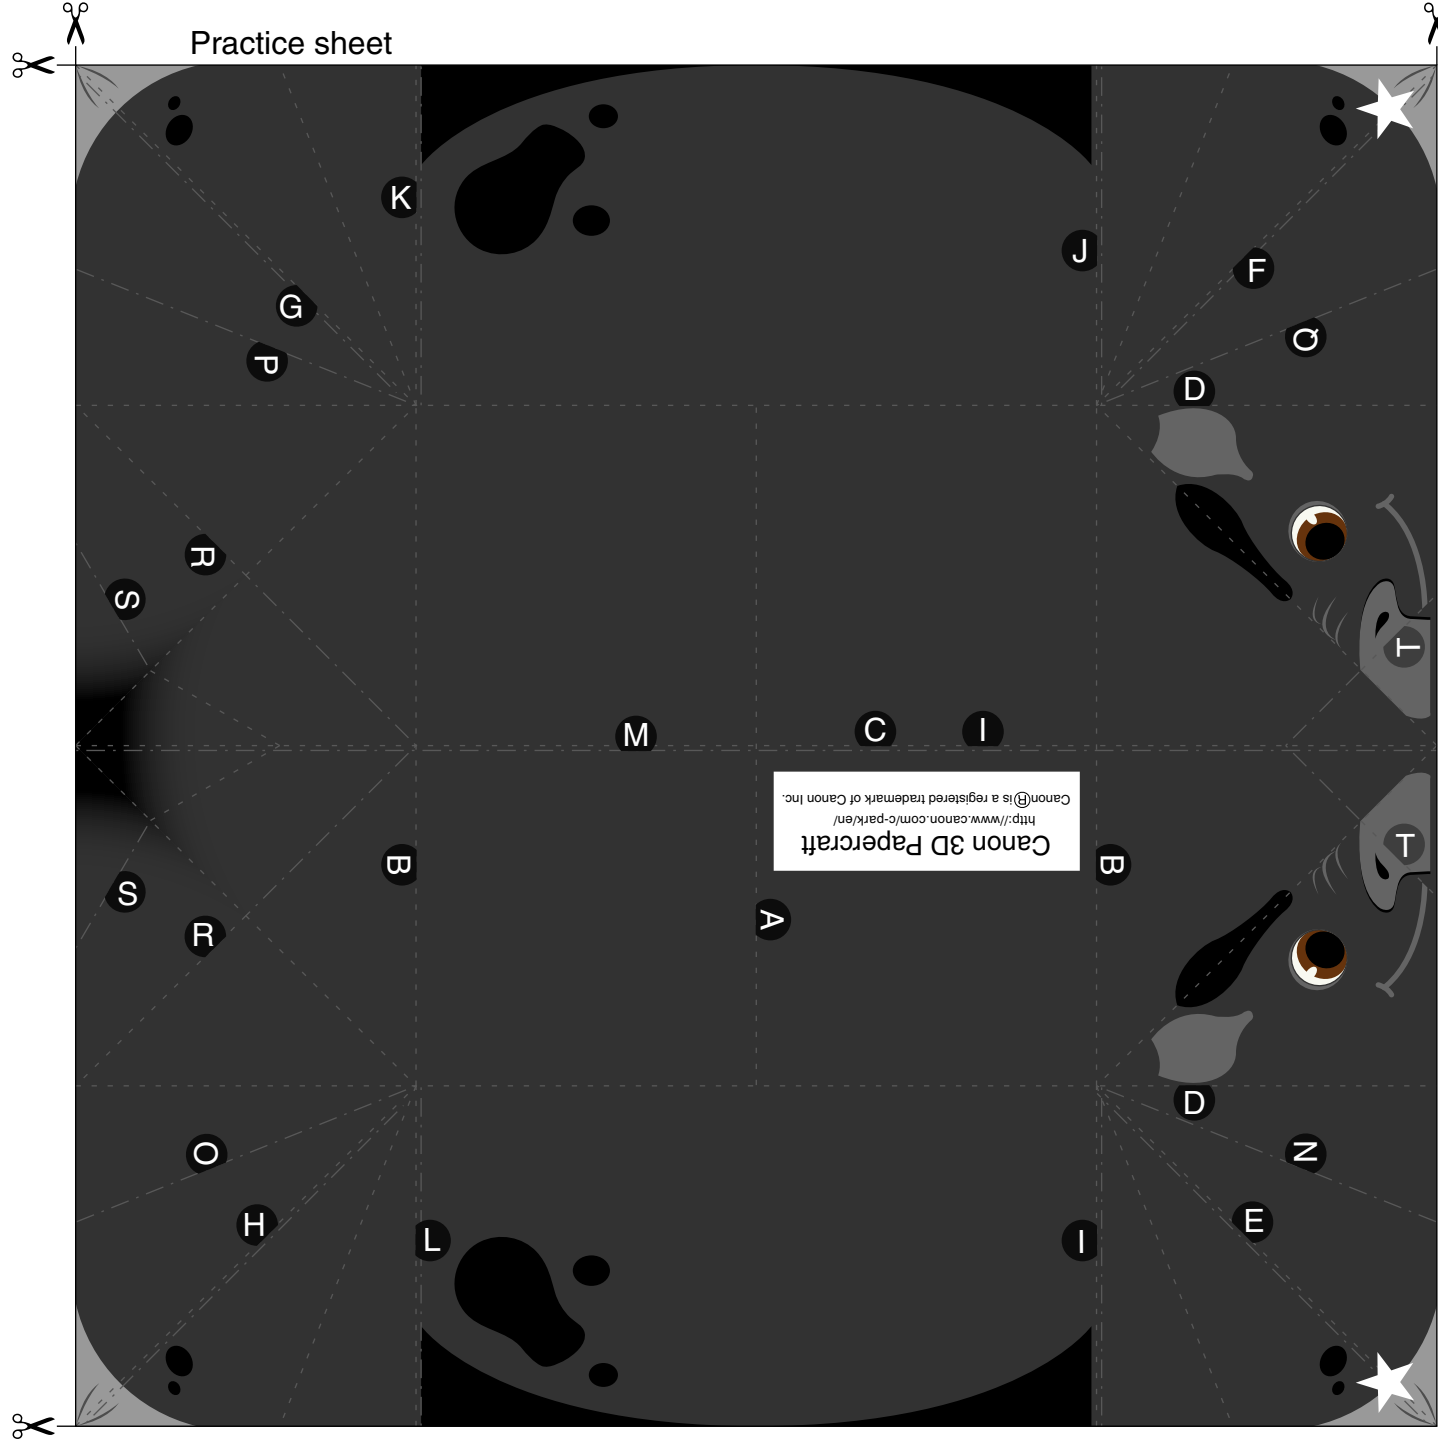 Practice sheet
K
J
F
G
Q
P
D
R
S
T
M
C
I
Canon 3D Papercraft
http://www.canon.com/c-park/en/
Canon®is a registered trademark of Canon Inc.
T
B
B
S
A
R
D
O
N
H
E
L
I